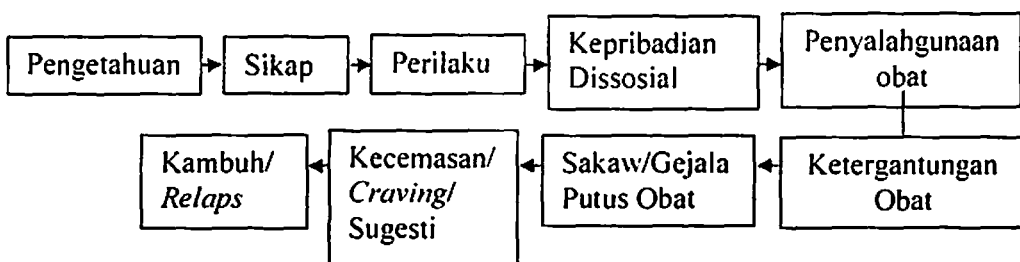 Pengetahuan
Sikap
Perilaku
Kepribadian
Dissosial
Penyalahgunaan
obat
Kambuh/
Relaps
Kecemasan/
Craving/
Sugesti
Sakaw/Gejala
Putus Obat
Ketergantungan
Obat